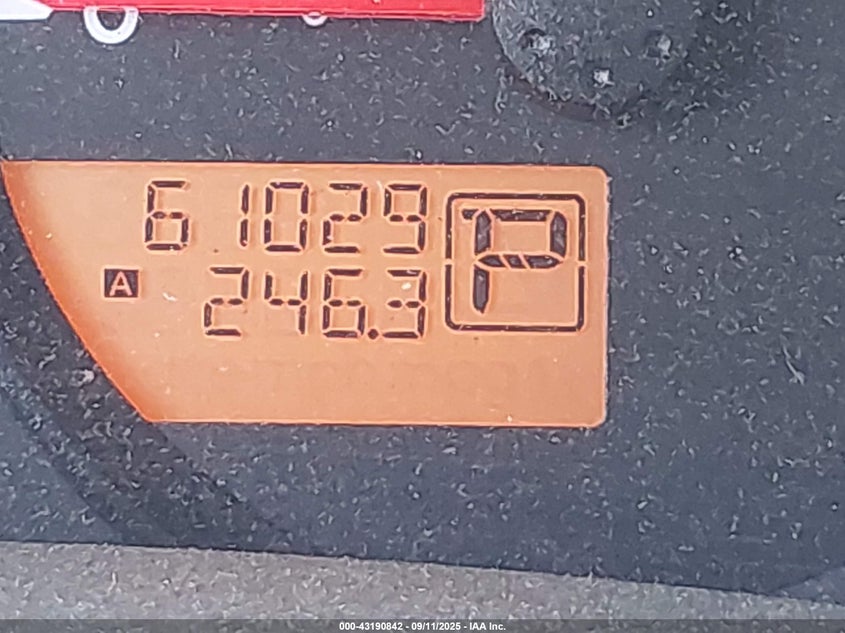 61029
A 246.3
P
000-43190842 - 09/11/2025 - IAA Inc.